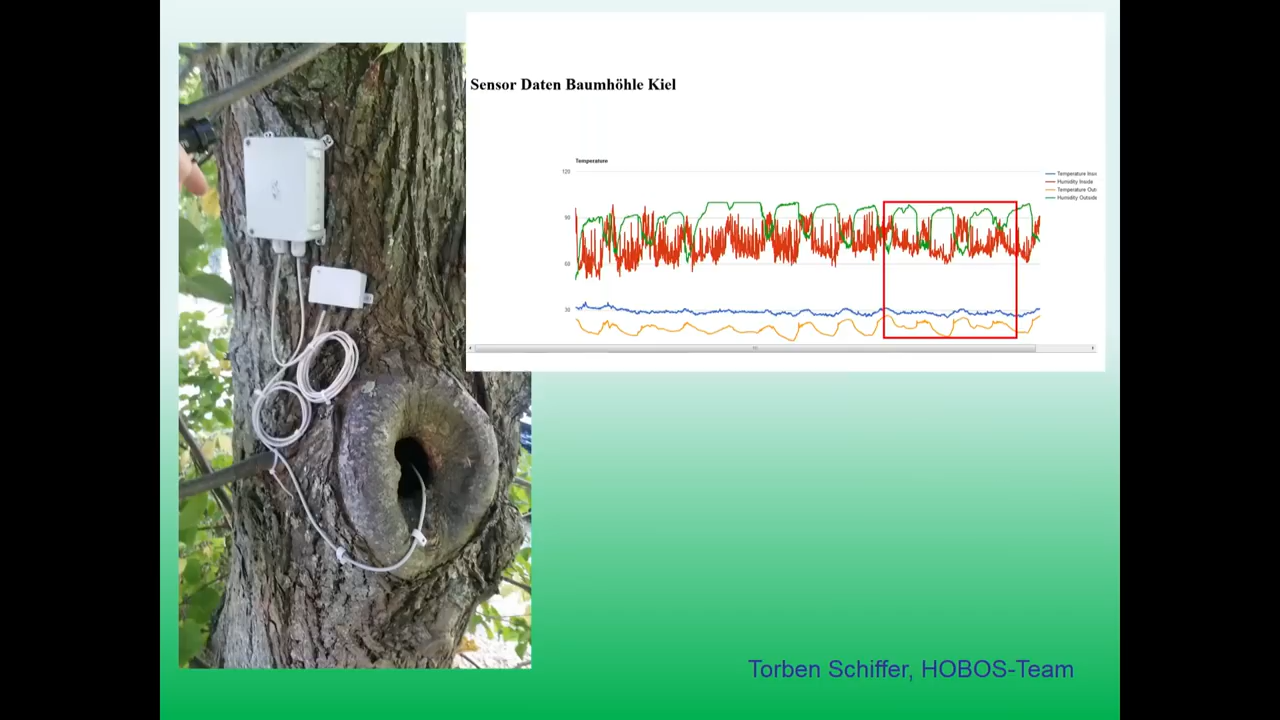 Sensor Daten Baumhöhle Kiel
Temperature
120
90
60
30
Temperature Insi
Humidity Inside
Temperature Out
Humidity Outside
Torben Schiffer, HOBOS-Team